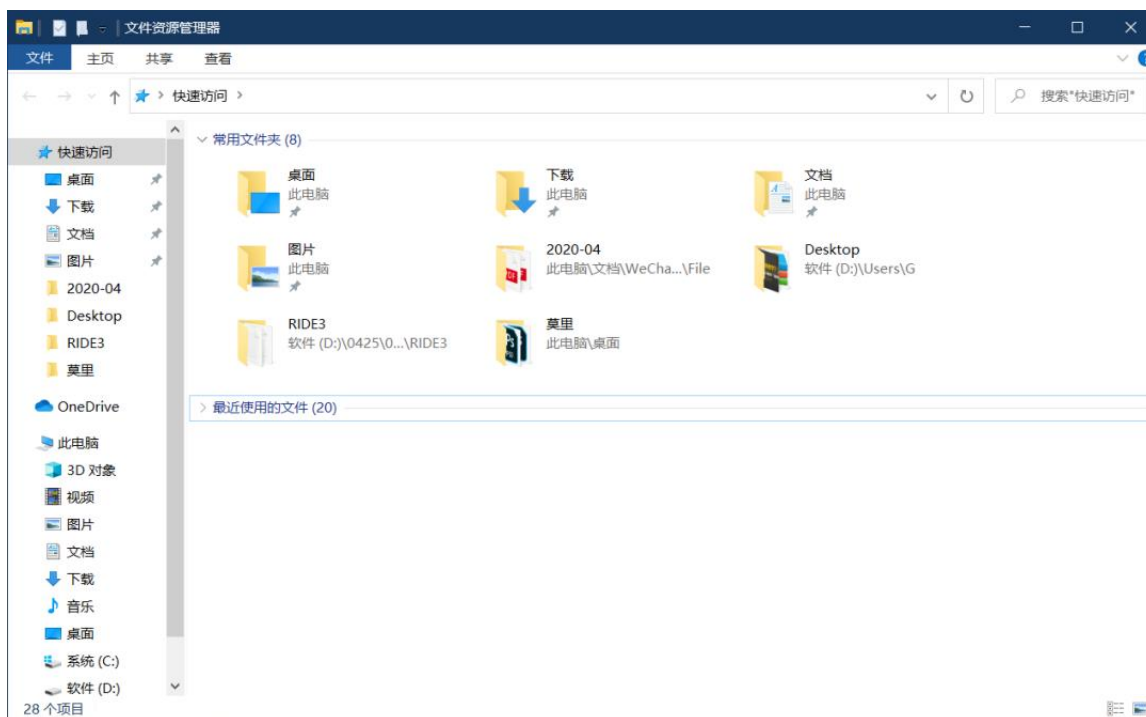 文件资源管理器
文件 主页 共享 查看
快速访问
搜索"快速访问"
快速访问
桌面
下载
文档
图片
2020-04
Desktop
RIDE3
莫里
OneDrive
此电脑
3D 对象
视频
图片
文档
下载
音乐
桌面
系统 (C:)
软件 (D:)
常用文件夹 (8)
桌面
此电脑
下载
此电脑
文档
此电脑
图片
此电脑
2020-04
此电脑\文档\WeCha...\File
Desktop
软件 (D:)\Users\G
RIDE3
软件 (D:)\0425\0...\RIDE3
莫里
此电脑\桌面
最近使用的文件 (20)
28 个项目